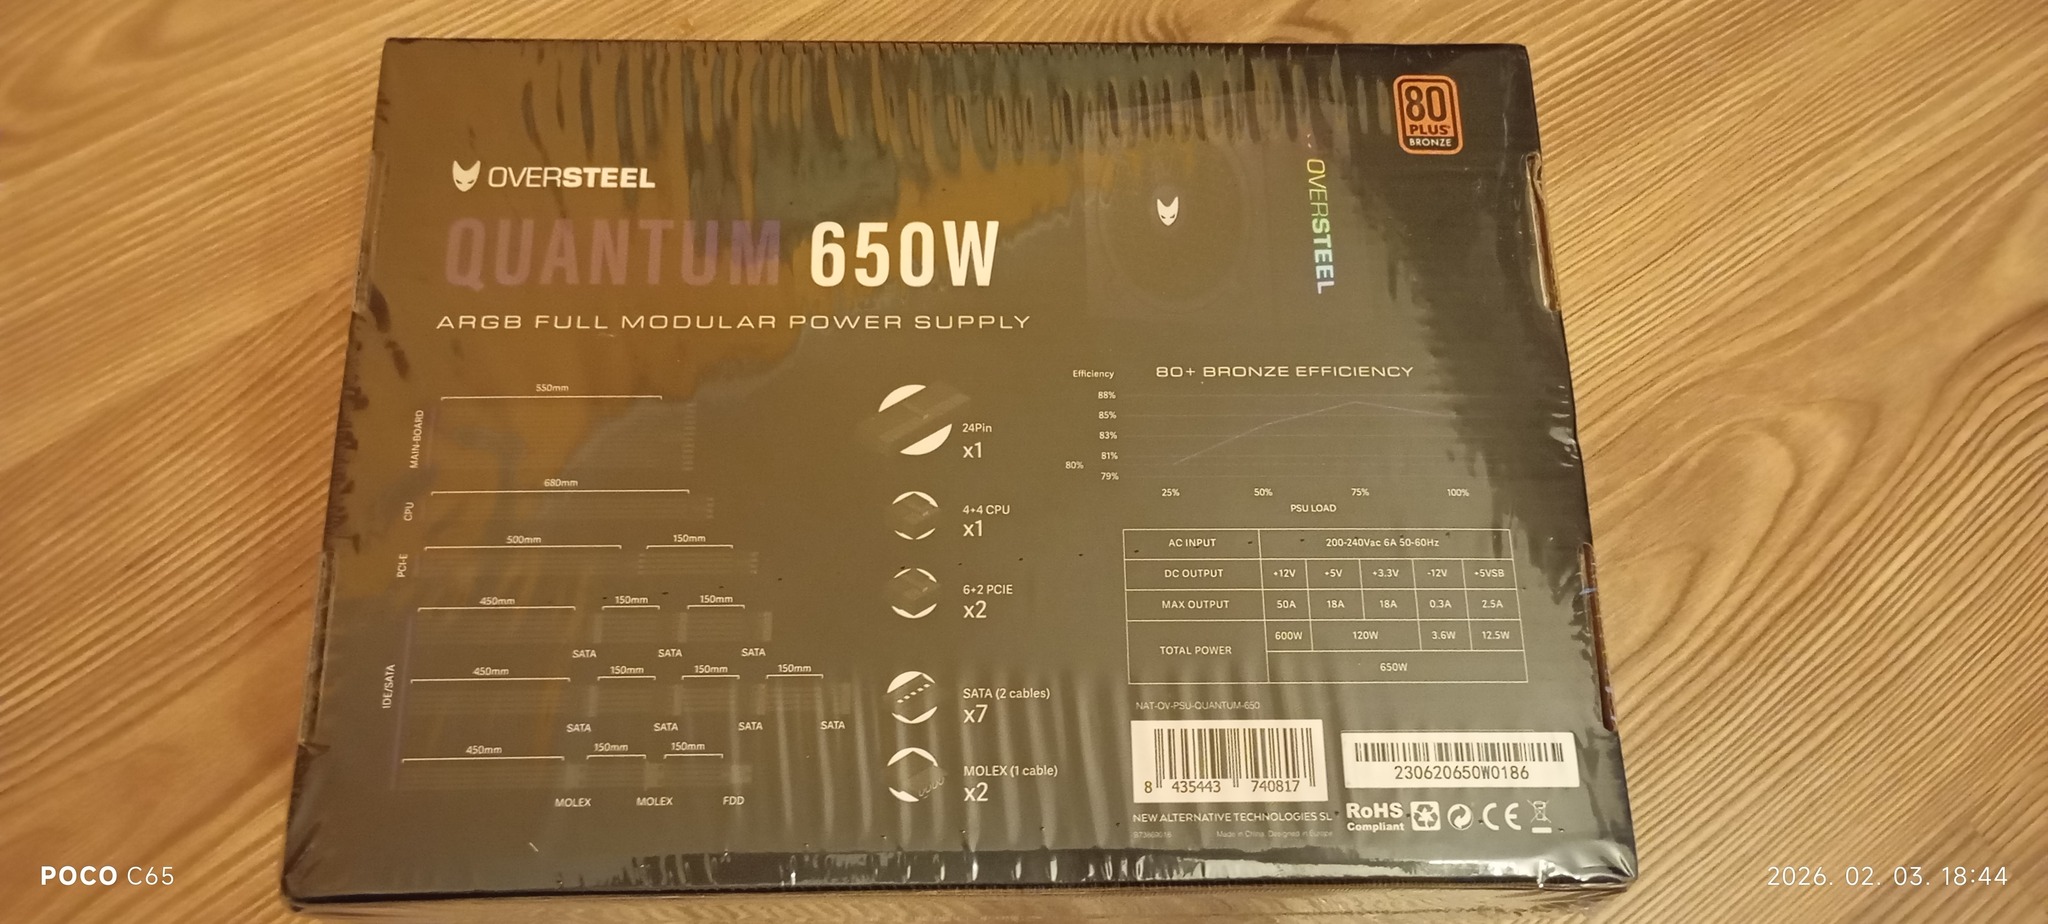 80
PLUS
BRONZE
OVERSTEEL
QUANTUM 650W
ARGB FULL MODULAR POWER SUPPLY
OVERSTEEL
MAIN-BOARD
550mm
CPU
680mm
PCI-E
500mm 150mm
IDE/SATA
450mm 150mm 150mm
SATA SATA SATA
450mm 150mm 150mm 150mm
SATA SATA SATA SATA
450mm 150mm 150mm
MOLEX MOLEX FDD
24Pin
x1
4+4 CPU
x1
6+2 PCIE
x2
SATA (2 cables)
x7
MOLEX (1 cable)
x2
80+ BRONZE EFFICIENCY
Efficiency
88%
85%
83%
81%
80%
79%
25% 50% 75% 100%
PSU LOAD
AC INPUT 200-240Vac 6A 50-60Hz
DC OUTPUT +12V +5V +3.3V -12V +5VSB
MAX OUTPUT 50A 18A 18A 0.3A 2.5A
TOTAL POWER 600W 120W 3.6W 12.5W
650W
NAT-OV-PSU-QUANTUM-650
8 435443 740817
230620650W0186
NEW ALTERNATIVE TECHNOLOGIES SL
Made in China. Designed in Europe
RoHS
Compliant
CE
POCO C65
2026. 02. 03. 18:44